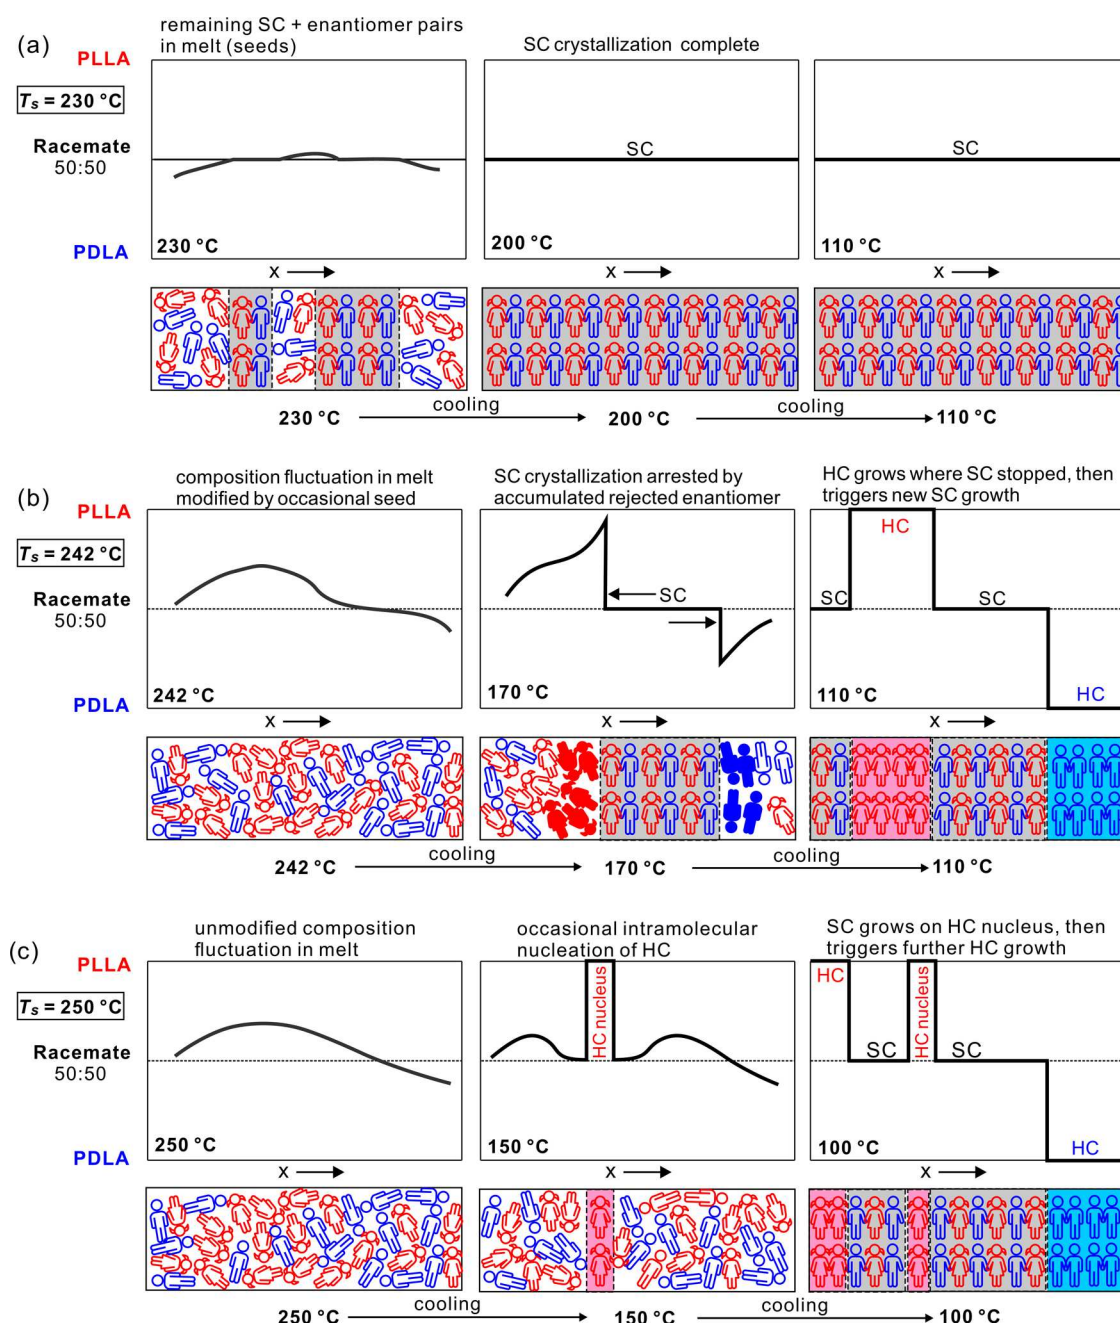 (a)
remaining SC + enantiomer pairs
in melt (seeds)
SC crystallization complete
PLLA
Ts = 230 °C
Racemate
50:50
PDLA
SC
SC
230 °C
200 °C
110 °C
x
x
x
230 °C
cooling
200 °C
cooling
110 °C
(b)
composition fluctuation in melt
modified by occasional seed
SC crystallization arrested by
accumulated rejected enantiomer
HC grows where SC stopped, then
triggers new SC growth
PLLA
Ts = 242 °C
Racemate
50:50
PDLA
SC
HC
SC
SC
HC
242 °C
170 °C
110 °C
x
x
x
242 °C
cooling
170 °C
cooling
110 °C
(c)
unmodified composition
fluctuation in melt
occasional intramolecular
nucleation of HC
SC grows on HC nucleus, then
triggers further HC growth
PLLA
Ts = 250 °C
Racemate
50:50
PDLA
HC nucleus
HC
SC
HC nucleus
SC
HC
250 °C
150 °C
100 °C
x
x
x
250 °C
cooling
150 °C
cooling
100 °C